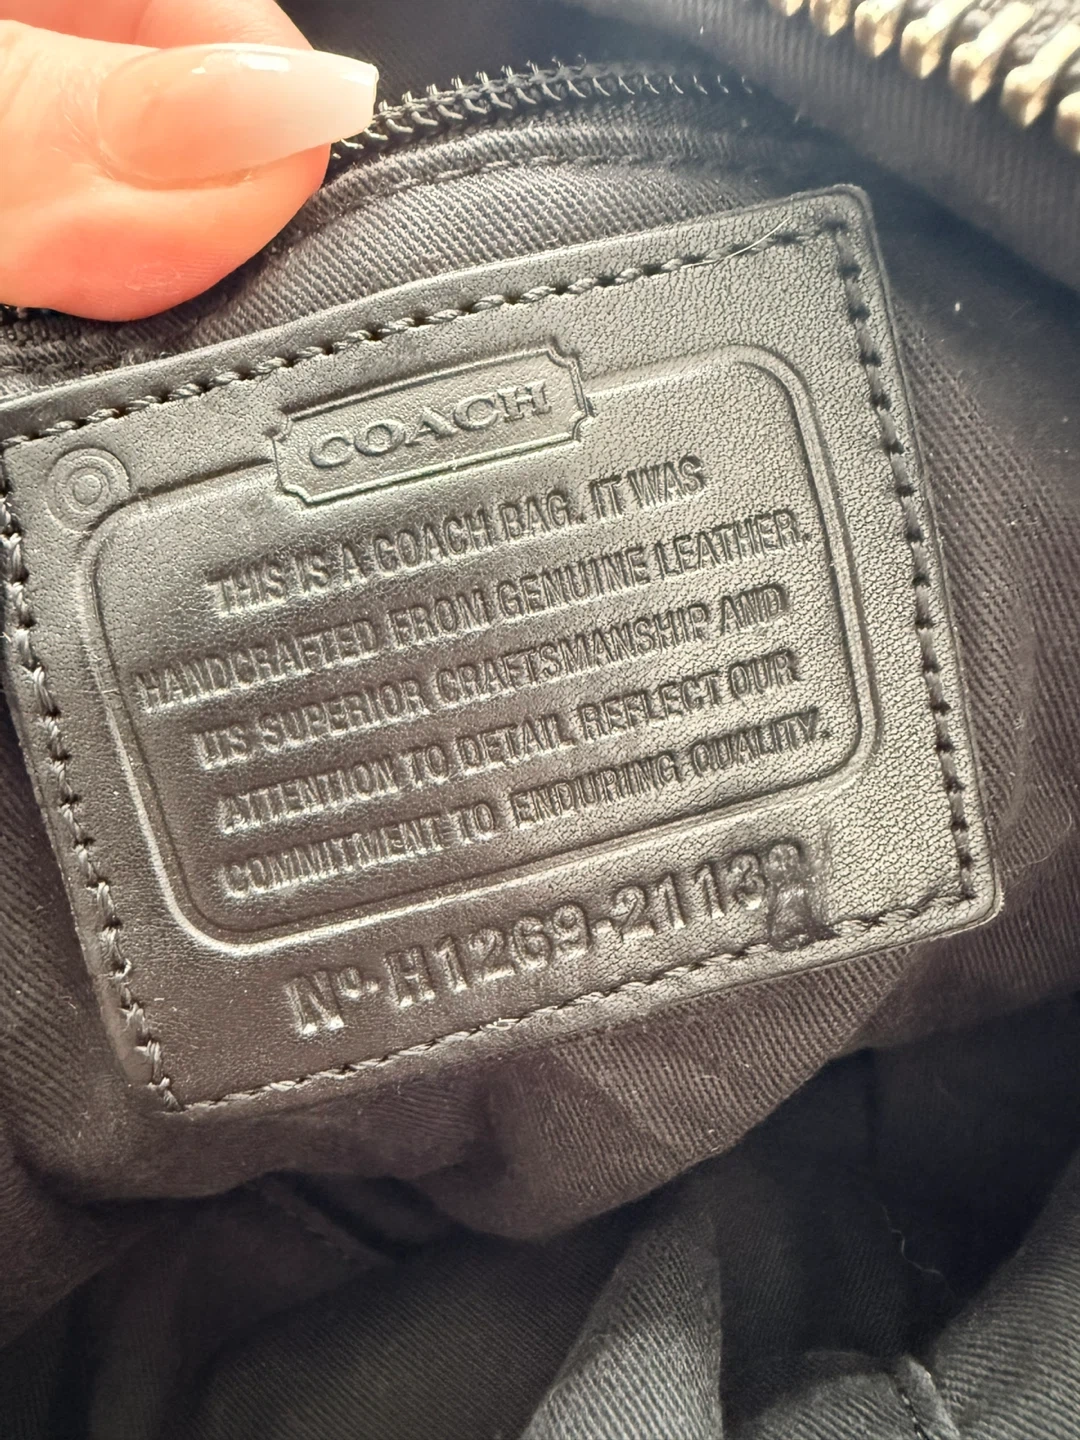 COACH
THIS IS A COACH BAG. IT WAS
HANDCRAFTED FROM GENUINE LEATHER.
ITS SUPERIOR CRAFTSMANSHIP AND
ATTENTION TO DETAIL REFLECT OUR
COMMITMENT TO ENDURING QUALITY.
Nº H1269-21139